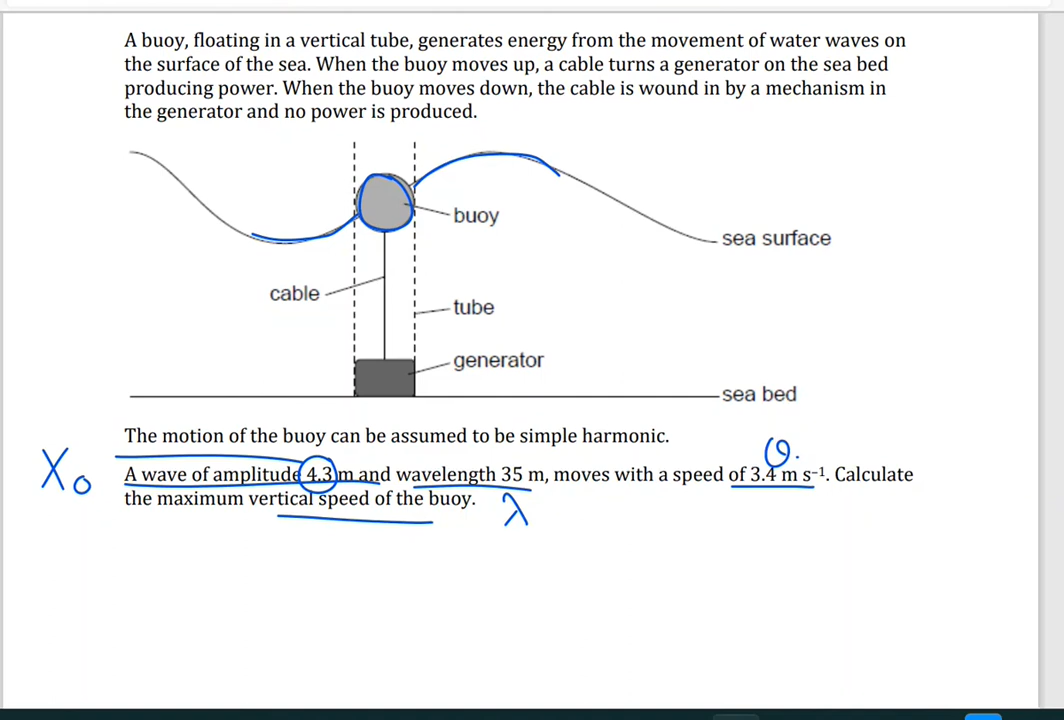 A buoy, floating in a vertical tube, generates energy from the movement of water waves on
the surface of the sea. When the buoy moves up, a cable turns a generator on the sea bed
producing power. When the buoy moves down, the cable is wound in by a mechanism in
the generator and no power is produced.
buoy
sea surface
cable
tube
generator
sea bed
The motion of the buoy can be assumed to be simple harmonic.
X₀
A wave of amplitude 4.3 m and wavelength 35 m, moves with a speed of 3.4 m s⁻¹. Calculate
the maximum vertical speed of the buoy.
λ